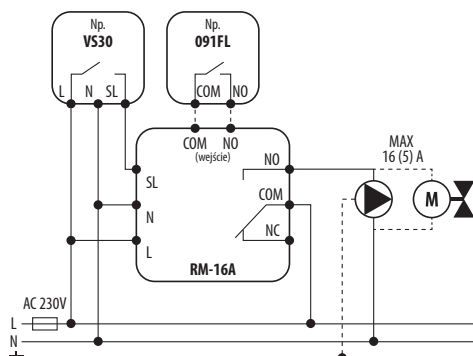 Np.
VS30
Np.
091FL
L N SL
COM NO
COM NO
(wejście)
MAX
16 (5) A
NO
SL
COM
M
N
NC
L
RM-16A
AC 230V
L
N